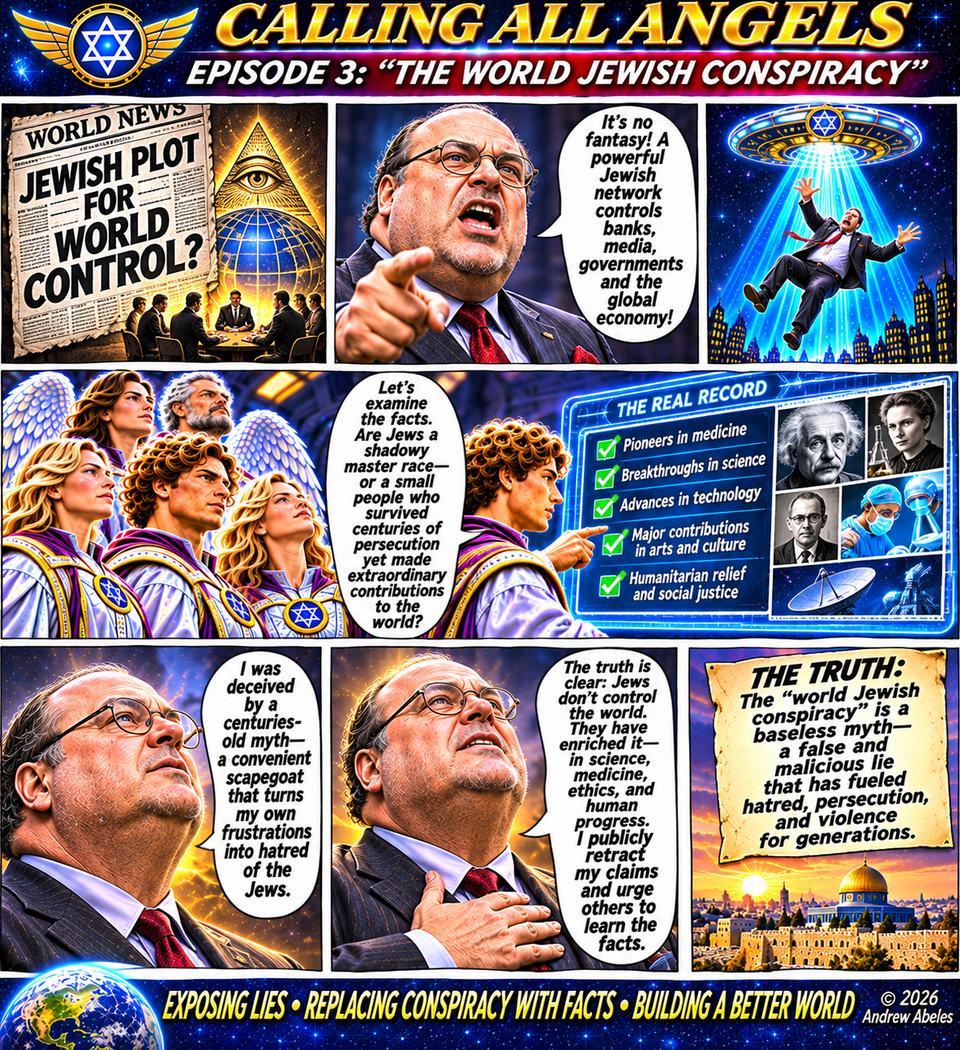 CALLING ALL ANGELS
EPISODE 3: “THE WORLD JEWISH CONSPIRACY”
WORLD NEWS
JEWISH PLOT
FOR
WORLD
CONTROL?
It's no
fantasy! A
powerful
Jewish
network
controls
banks,
media,
governments
and the
global
economy!
Let's
examine
the facts.
Are Jews a
shadowy
master race—
or a small
people who
survived
centuries of
persecution
yet made
extraordinary
contributions
to the
world?
THE REAL RECORD
Pioneers in medicine
Breakthroughs in science
Advances in technology
Major contributions
in arts and culture
Humanitarian relief
and social justice
I was
deceived
by a
centuries-
old myth—
a convenient
scapegoat
that turns
my own
frustrations
into hatred
of the
Jews.
The truth is
clear: Jews
don't control
the world.
They have
enriched it—
in science,
medicine,
ethics, and
human
progress.
I publicly
retract
my claims
and urge
others to
learn the
facts.
THE TRUTH:
The “world Jewish
conspiracy” is a
baseless myth—
a false and
malicious lie
that has fueled
hatred, persecution,
and violence
for generations.
EXPOSING LIES • REPLACING CONSPIRACY WITH FACTS • BUILDING A BETTER WORLD
© 2026
Andrew Abeles